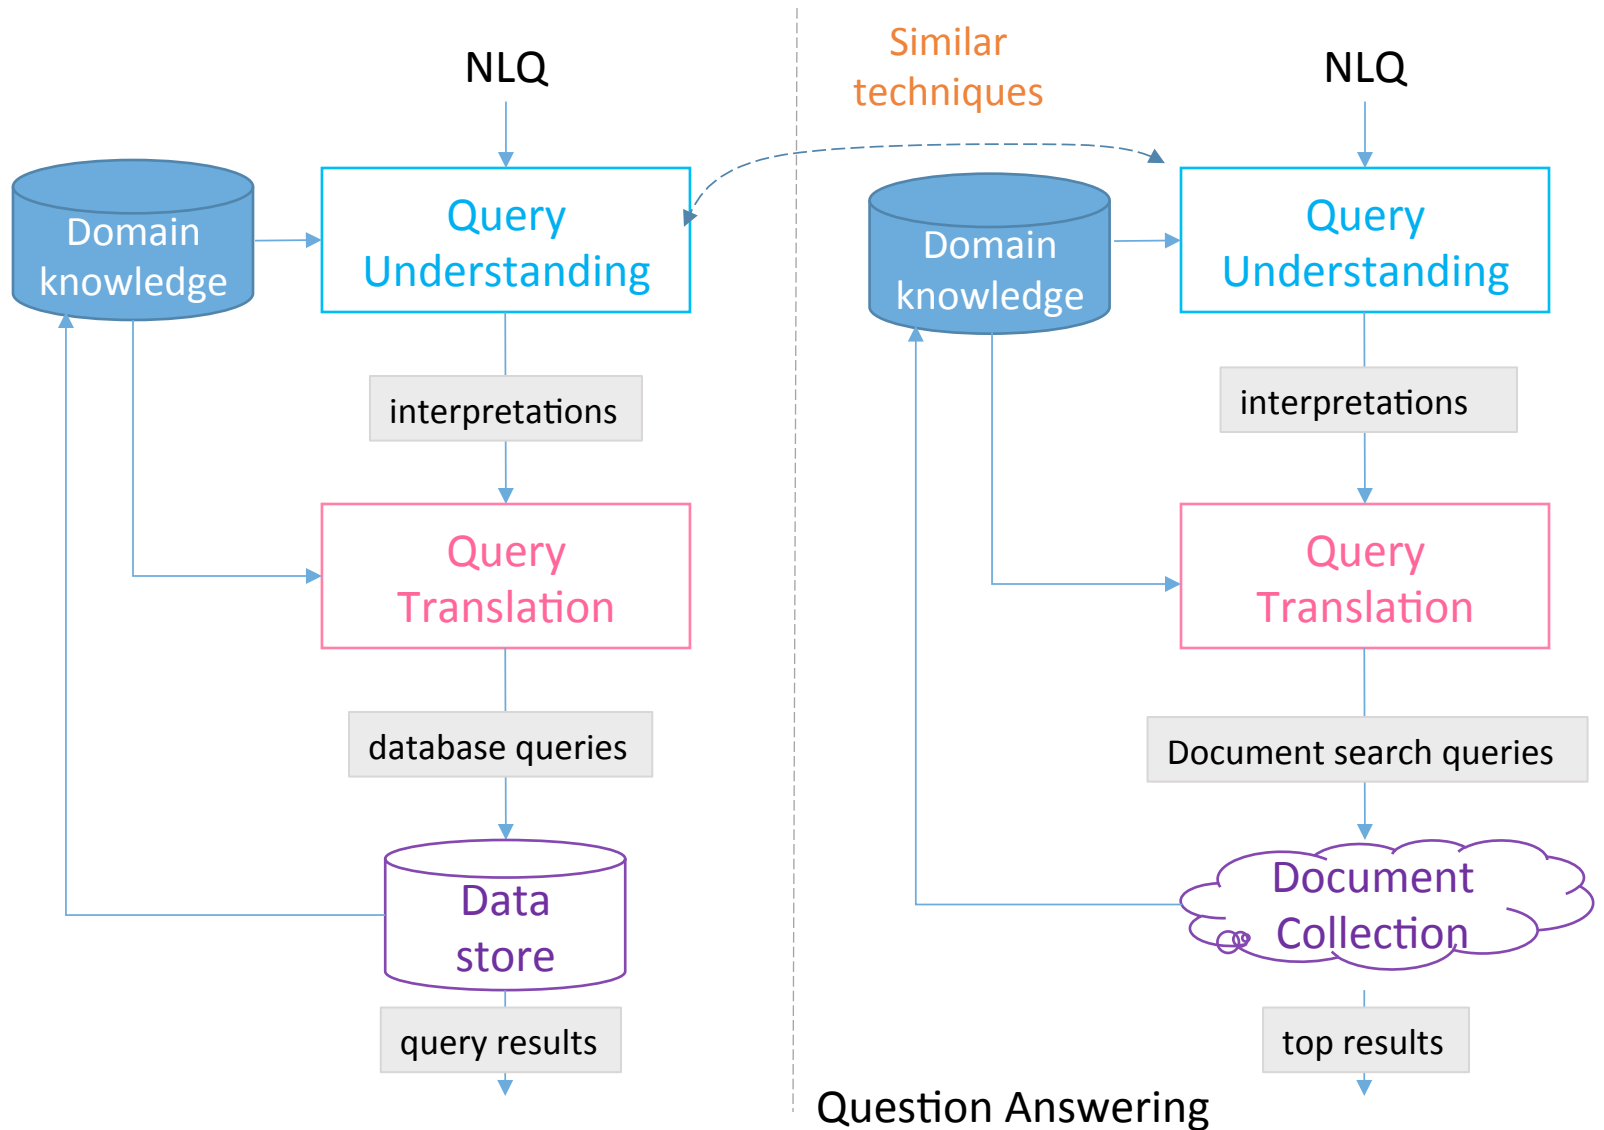 NLQ
Domain
knowledge
Query
Understanding
interpretations
Query
Translation
database queries
Data
store
query results
Similar
techniques
NLQ
Domain
knowledge
Query
Understanding
interpretations
Query
Translation
Document search queries
Document
Collection
top results
Question Answering